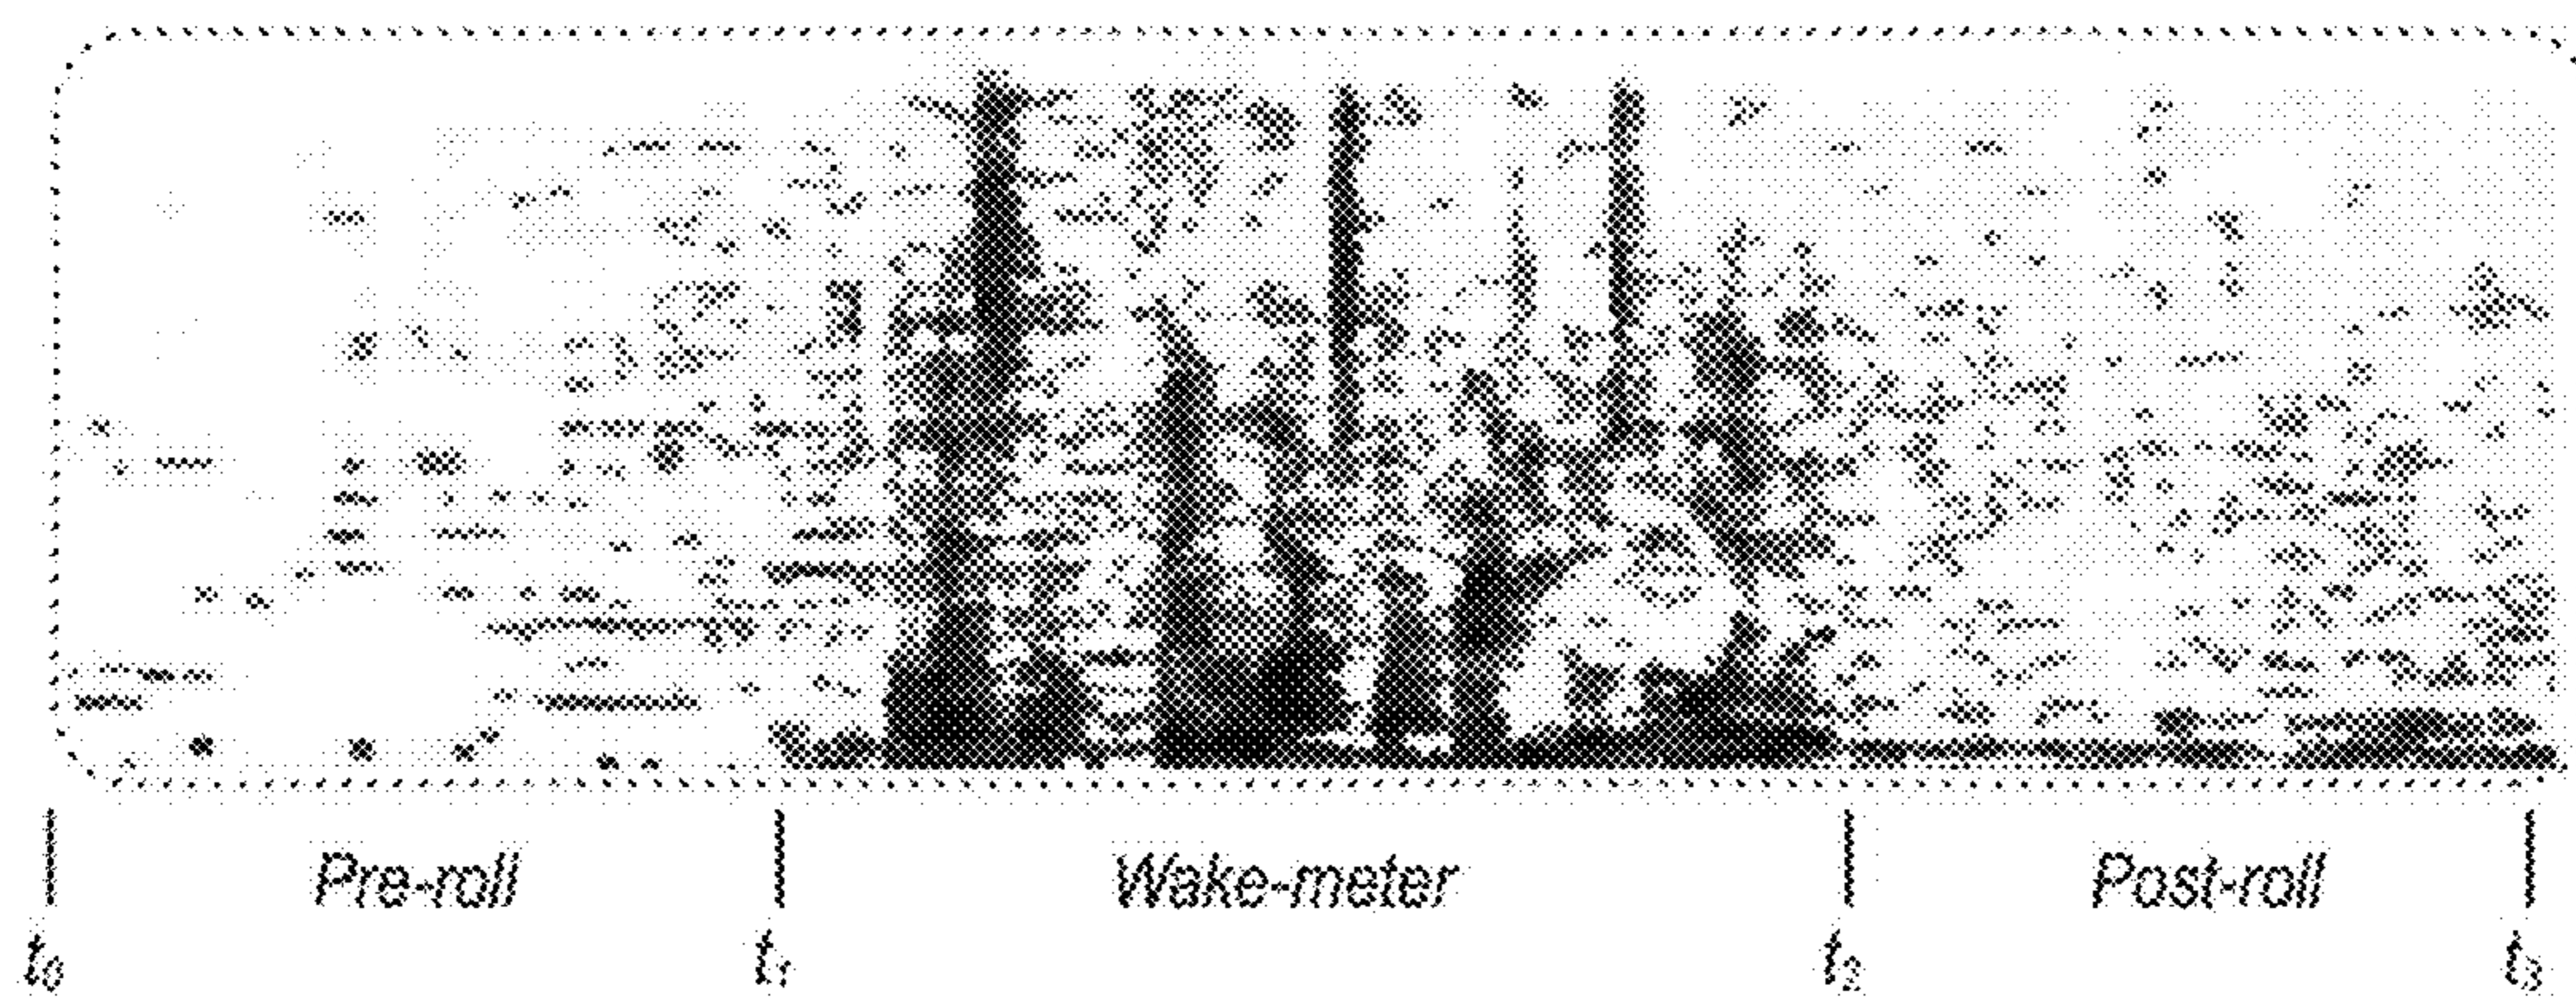 Pre-roll Wake-meter Post-roll
t₀ t₁ t₂ t₃